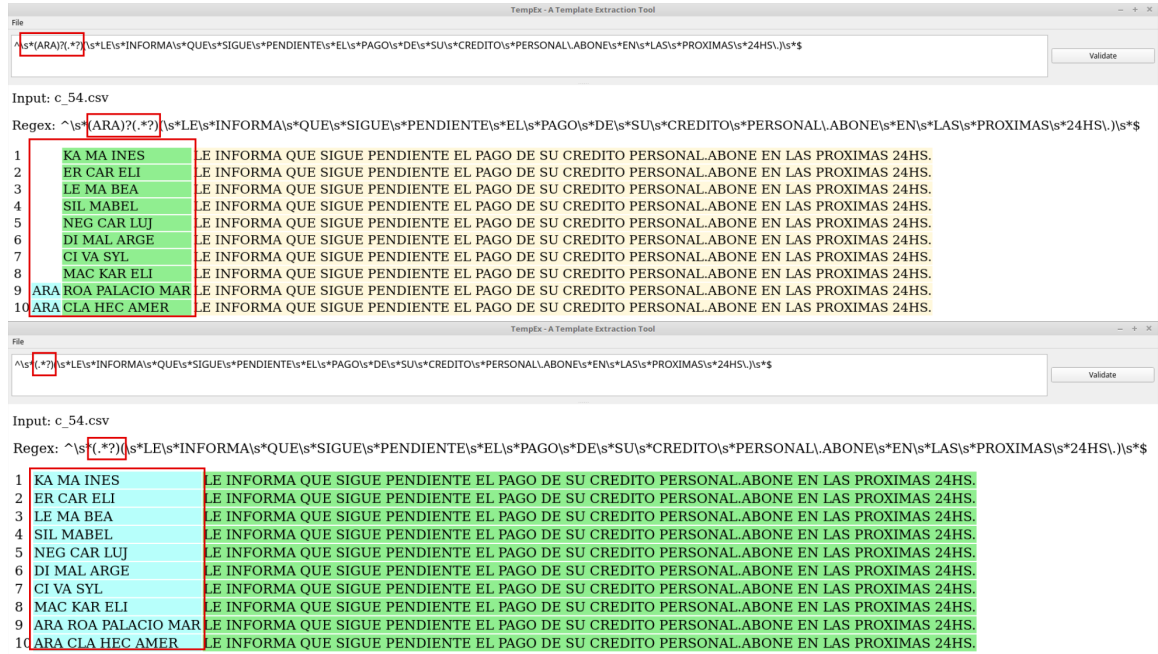 TempEx - A Template Extraction Tool
File
^\s*(ARA)?(.*?)(\s*LE\s*INFORMA\s*QUE\s*SIGUE\s*PENDIENTE\s*EL\s*PAGO\s*DE\s*SU\s*CREDITO\s*PERSONAL\.ABONE\s*EN\s*LAS\s*PROXIMAS\s*24HS\.)\s*$
Validate
Input: c_54.csv
Regex: ^\s*(ARA)?(.*?)(\s*LE\s*INFORMA\s*QUE\s*SIGUE\s*PENDIENTE\s*EL\s*PAGO\s*DE\s*SU\s*CREDITO\s*PERSONAL\.ABONE\s*EN\s*LAS\s*PROXIMAS\s*24HS\.)\s*$
1 KA MA INES LE INFORMA QUE SIGUE PENDIENTE EL PAGO DE SU CREDITO PERSONAL.ABONE EN LAS PROXIMAS 24HS.
2 ER CAR ELI LE INFORMA QUE SIGUE PENDIENTE EL PAGO DE SU CREDITO PERSONAL.ABONE EN LAS PROXIMAS 24HS.
3 LE MA BEA LE INFORMA QUE SIGUE PENDIENTE EL PAGO DE SU CREDITO PERSONAL.ABONE EN LAS PROXIMAS 24HS.
4 SIL MABEL LE INFORMA QUE SIGUE PENDIENTE EL PAGO DE SU CREDITO PERSONAL.ABONE EN LAS PROXIMAS 24HS.
5 NEG CAR LUJ LE INFORMA QUE SIGUE PENDIENTE EL PAGO DE SU CREDITO PERSONAL.ABONE EN LAS PROXIMAS 24HS.
6 DI MAL ARGE LE INFORMA QUE SIGUE PENDIENTE EL PAGO DE SU CREDITO PERSONAL.ABONE EN LAS PROXIMAS 24HS.
7 CI VA SYL LE INFORMA QUE SIGUE PENDIENTE EL PAGO DE SU CREDITO PERSONAL.ABONE EN LAS PROXIMAS 24HS.
8 MAC KAR ELI LE INFORMA QUE SIGUE PENDIENTE EL PAGO DE SU CREDITO PERSONAL.ABONE EN LAS PROXIMAS 24HS.
9 ARA ROA PALACIO MAR LE INFORMA QUE SIGUE PENDIENTE EL PAGO DE SU CREDITO PERSONAL.ABONE EN LAS PROXIMAS 24HS.
10 ARA CLA HEC AMER LE INFORMA QUE SIGUE PENDIENTE EL PAGO DE SU CREDITO PERSONAL.ABONE EN LAS PROXIMAS 24HS.
TempEx - A Template Extraction Tool
File
^\s*(.*?)(\s*LE\s*INFORMA\s*QUE\s*SIGUE\s*PENDIENTE\s*EL\s*PAGO\s*DE\s*SU\s*CREDITO\s*PERSONAL\.ABONE\s*EN\s*LAS\s*PROXIMAS\s*24HS\.)\s*$
Validate
Input: c_54.csv
Regex: ^\s*(.*?)(\s*LE\s*INFORMA\s*QUE\s*SIGUE\s*PENDIENTE\s*EL\s*PAGO\s*DE\s*SU\s*CREDITO\s*PERSONAL\.ABONE\s*EN\s*LAS\s*PROXIMAS\s*24HS\.)\s*$
1 KA MA INES LE INFORMA QUE SIGUE PENDIENTE EL PAGO DE SU CREDITO PERSONAL.ABONE EN LAS PROXIMAS 24HS.
2 ER CAR ELI LE INFORMA QUE SIGUE PENDIENTE EL PAGO DE SU CREDITO PERSONAL.ABONE EN LAS PROXIMAS 24HS.
3 LE MA BEA LE INFORMA QUE SIGUE PENDIENTE EL PAGO DE SU CREDITO PERSONAL.ABONE EN LAS PROXIMAS 24HS.
4 SIL MABEL LE INFORMA QUE SIGUE PENDIENTE EL PAGO DE SU CREDITO PERSONAL.ABONE EN LAS PROXIMAS 24HS.
5 NEG CAR LUJ LE INFORMA QUE SIGUE PENDIENTE EL PAGO DE SU CREDITO PERSONAL.ABONE EN LAS PROXIMAS 24HS.
6 DI MAL ARGE LE INFORMA QUE SIGUE PENDIENTE EL PAGO DE SU CREDITO PERSONAL.ABONE EN LAS PROXIMAS 24HS.
7 CI VA SYL LE INFORMA QUE SIGUE PENDIENTE EL PAGO DE SU CREDITO PERSONAL.ABONE EN LAS PROXIMAS 24HS.
8 MAC KAR ELI LE INFORMA QUE SIGUE PENDIENTE EL PAGO DE SU CREDITO PERSONAL.ABONE EN LAS PROXIMAS 24HS.
9 ARA ROA PALACIO MAR LE INFORMA QUE SIGUE PENDIENTE EL PAGO DE SU CREDITO PERSONAL.ABONE EN LAS PROXIMAS 24HS.
10 ARA CLA HEC AMER LE INFORMA QUE SIGUE PENDIENTE EL PAGO DE SU CREDITO PERSONAL.ABONE EN LAS PROXIMAS 24HS.